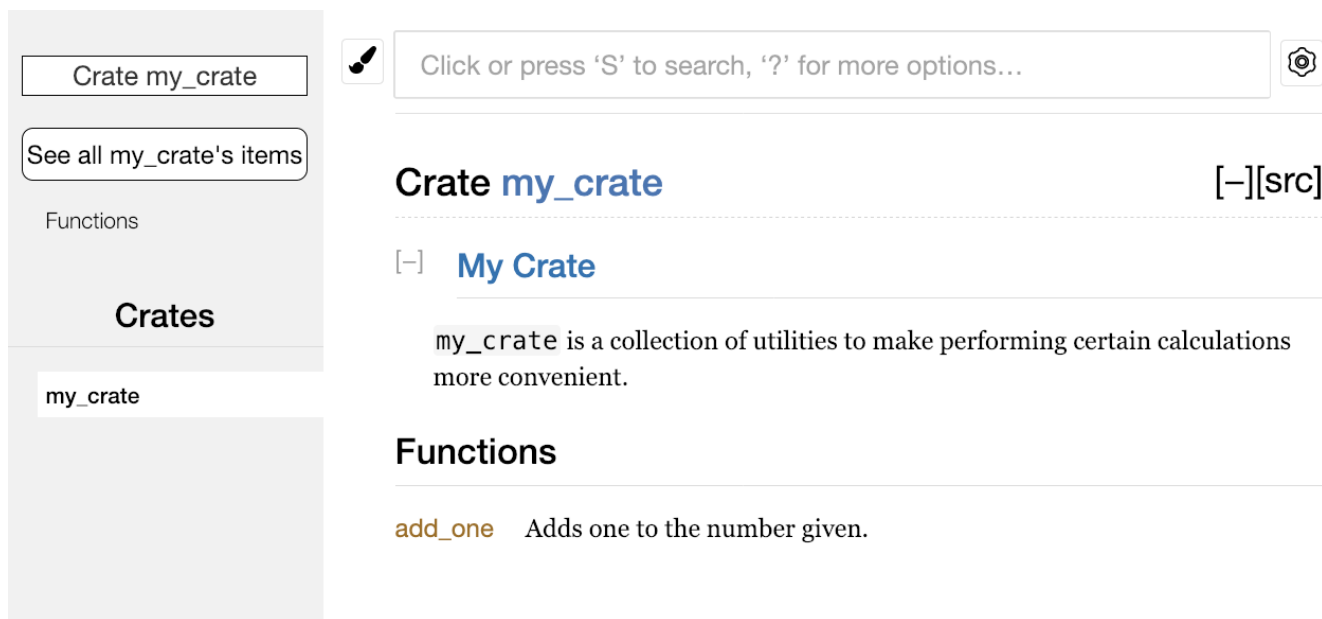 Crate my_crate
See all my_crate's items
Functions
Crates
my_crate
Click or press ‘S’ to search, ‘?’ for more options…
Crate my_crate
[−][src]
[−] My Crate
my_crate is a collection of utilities to make performing certain calculations
more convenient.
Functions
add_one Adds one to the number given.